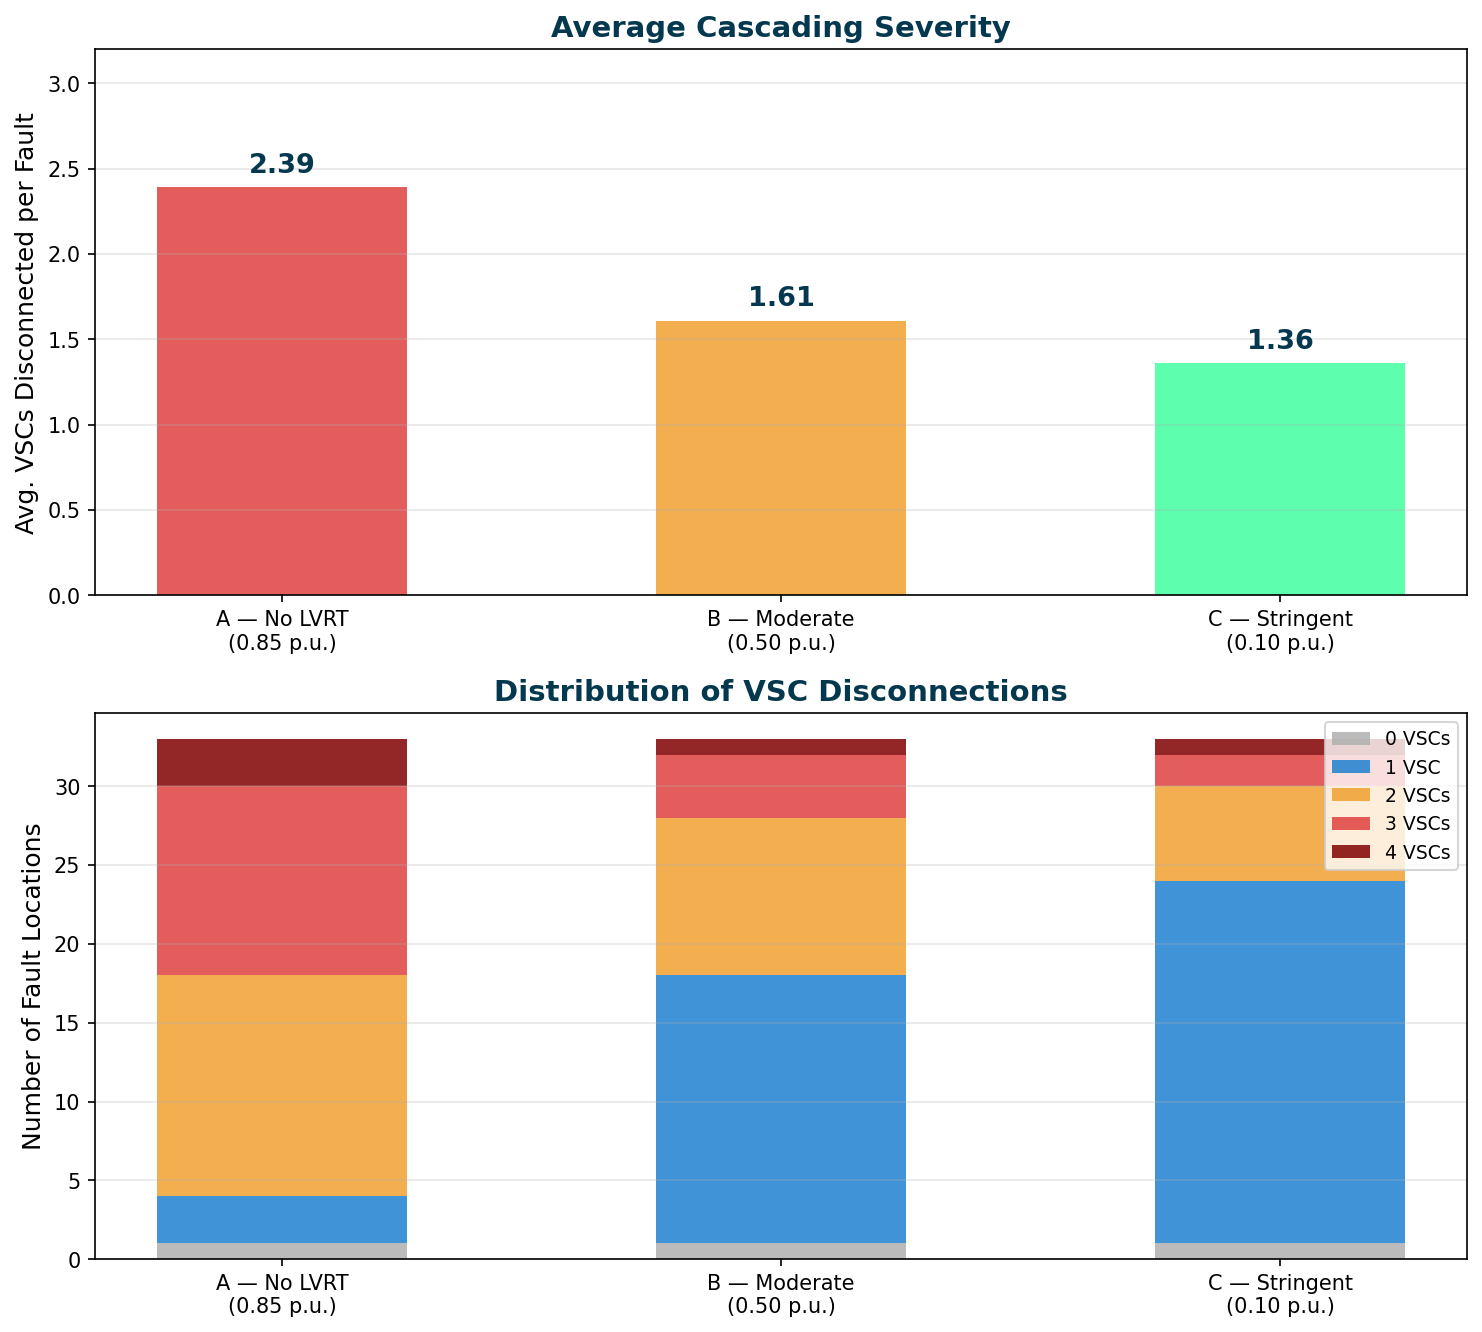 Average Cascading Severity
Avg. VSCs Disconnected per Fault
3.0
2.5
2.0
1.5
1.0
0.5
0.0
2.39
1.61
1.36
A — No LVRT
(0.85 p.u.)
B — Moderate
(0.50 p.u.)
C — Stringent
(0.10 p.u.)
Distribution of VSC Disconnections
Number of Fault Locations
30
25
20
15
10
5
0
0 VSCs
1 VSC
2 VSCs
3 VSCs
4 VSCs
A — No LVRT
(0.85 p.u.)
B — Moderate
(0.50 p.u.)
C — Stringent
(0.10 p.u.)